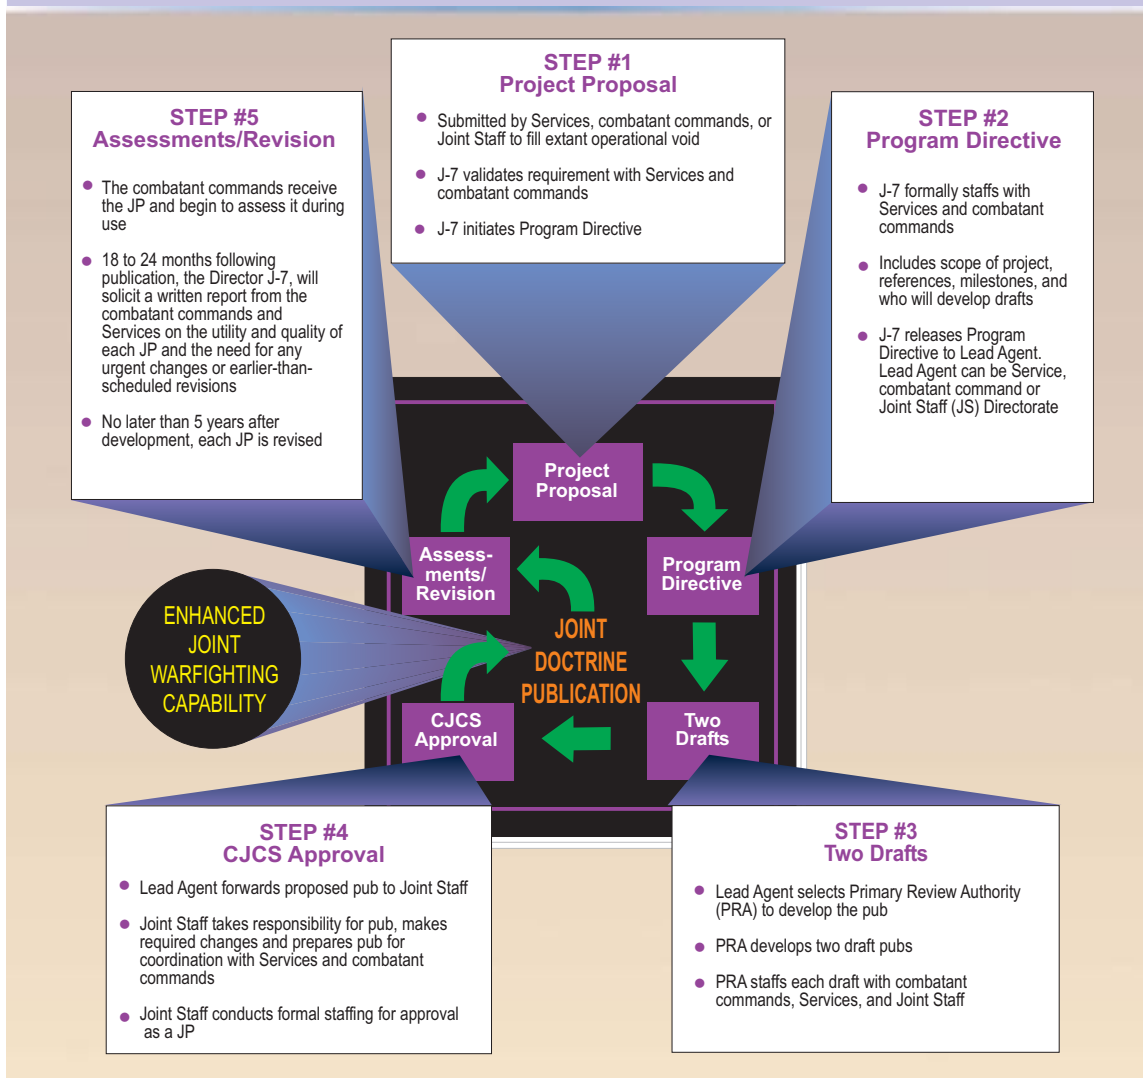 STEP #1
Project Proposal
Submitted by Services, combatant commands, or
Joint Staff to fill extant operational void
J-7 validates requirement with Services and
combatant commands
J-7 initiates Program Directive
STEP #5
Assessments/Revision
The combatant commands receive
the JP and begin to assess it during
use
18 to 24 months following
publication, the Director J-7, will
solicit a written report from the
combatant commands and
Services on the utility and quality of
each JP and the need for any
urgent changes or earlier-than-
scheduled revisions
No later than 5 years after
development, each JP is revised
STEP #2
Program Directive
J-7 formally staffs with
Services and combatant
commands
Includes scope of project,
references, milestones, and
who will develop drafts
J-7 releases Program
Directive to Lead Agent.
Lead Agent can be Service,
combatant command or
Joint Staff (JS) Directorate
Project
Proposal
Assess-
ments/
Revision
Program
Directive
ENHANCED
JOINT
WARFIGHTING
CAPABILITY
JOINT
DOCTRINE
PUBLICATION
CJCS
Approval
Two
Drafts
STEP #4
CJCS Approval
Lead Agent forwards proposed pub to Joint Staff
Joint Staff takes responsibility for pub, makes
required changes and prepares pub for
coordination with Services and combatant
commands
Joint Staff conducts formal staffing for approval
as a JP
STEP #3
Two Drafts
Lead Agent selects Primary Review Authority
(PRA) to develop the pub
PRA develops two draft pubs
PRA staffs each draft with combatant
commands, Services, and Joint Staff